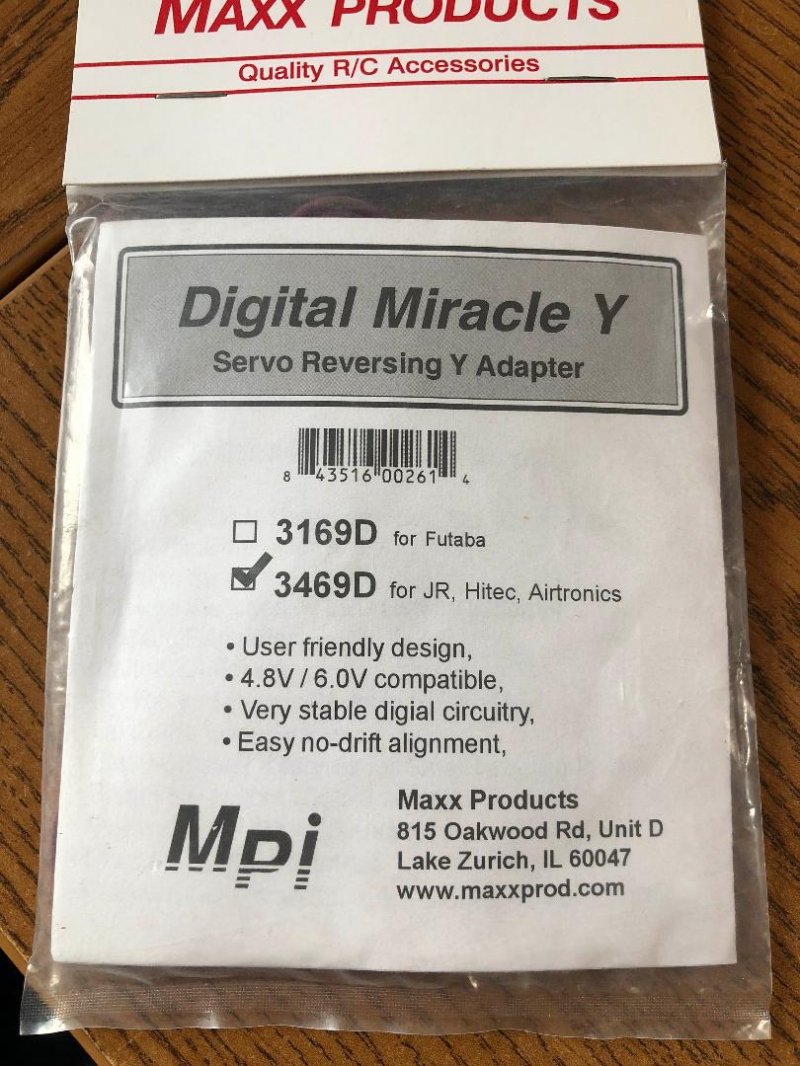 MAXX PRODUCTS
Quality R/C Accessories
Digital Miracle Y
Servo Reversing Y Adapter
8 43516 00261 4
3169D for Futaba
3469D for JR, Hitec, Airtronics
• User friendly design,
• 4.8V / 6.0V compatible,
• Very stable digial circuitry,
• Easy no-drift alignment,
Mpi
Maxx Products
815 Oakwood Rd, Unit D
Lake Zurich, IL 60047
www.maxxprod.com